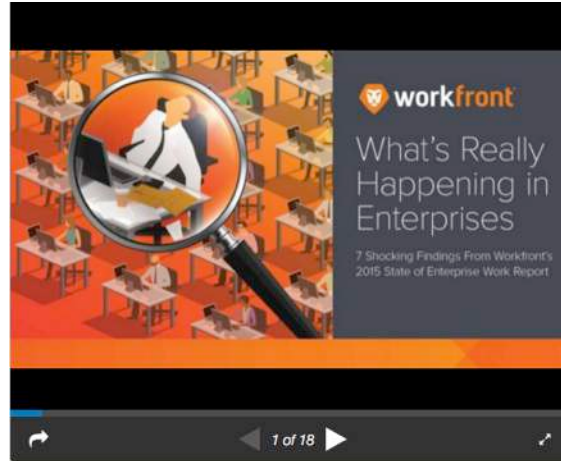 workfront
What's Really
Happening in
Enterprises
7 Shocking Findings From Workfront's
2015 State of Enterprise Work Report
1 of 18